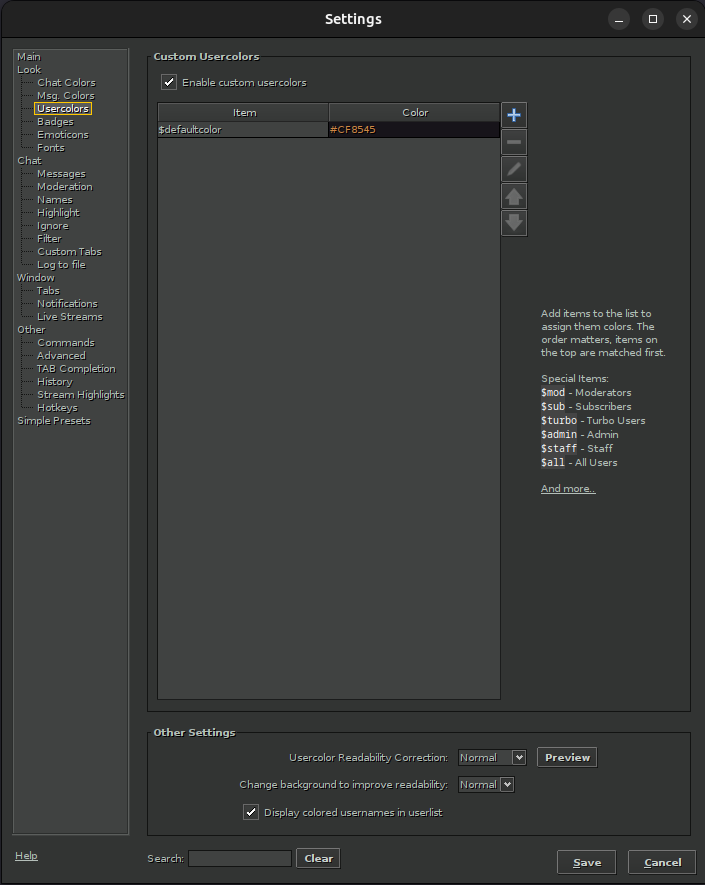 Settings
Main
Look
Chat Colors
Msg. Colors
Usercolors
Badges
Emoticons
Fonts
Chat
Messages
Moderation
Names
Highlight
Ignore
Filter
Custom Tabs
Log to file
Window
Tabs
Notifications
Live Streams
Other
Commands
Advanced
TAB Completion
History
Stream Highlights
Hotkeys
Simple Presets
Help
Custom Usercolors
Enable custom usercolors
Item Color
$defaultcolor #CF8545
Add items to the list to
assign them colors. The
order matters, items on
the top are matched first.
Special Items:
$mod - Moderators
$sub - Subscribers
$turbo - Turbo Users
$admin - Admin
$staff - Staff
$all - All Users
And more..
Other Settings
Usercolor Readability Correction: Normal Preview
Change background to improve readability: Normal
Display colored usernames in userlist
Search: Clear
Save Cancel